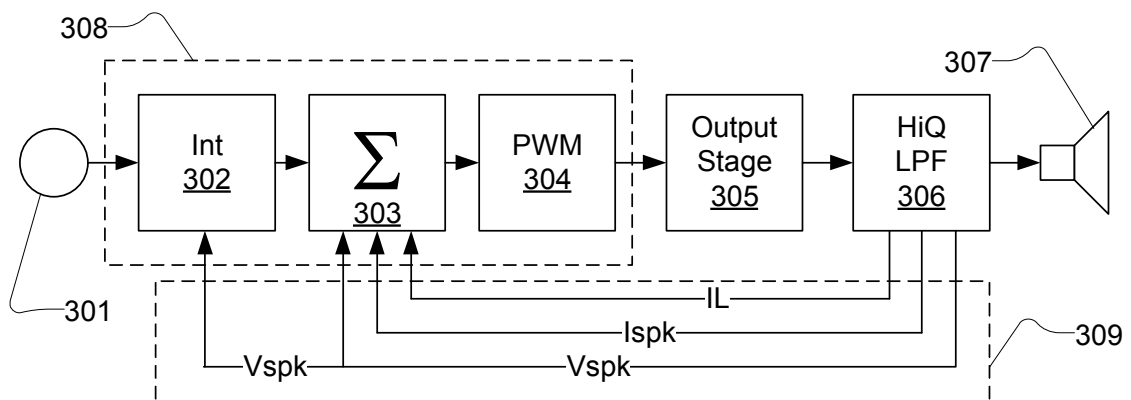 308
307
Int
302
Σ
303
PWM
304
Output
Stage
305
HiQ
LPF
306
301
IL
Ispk
309
Vspk
Vspk